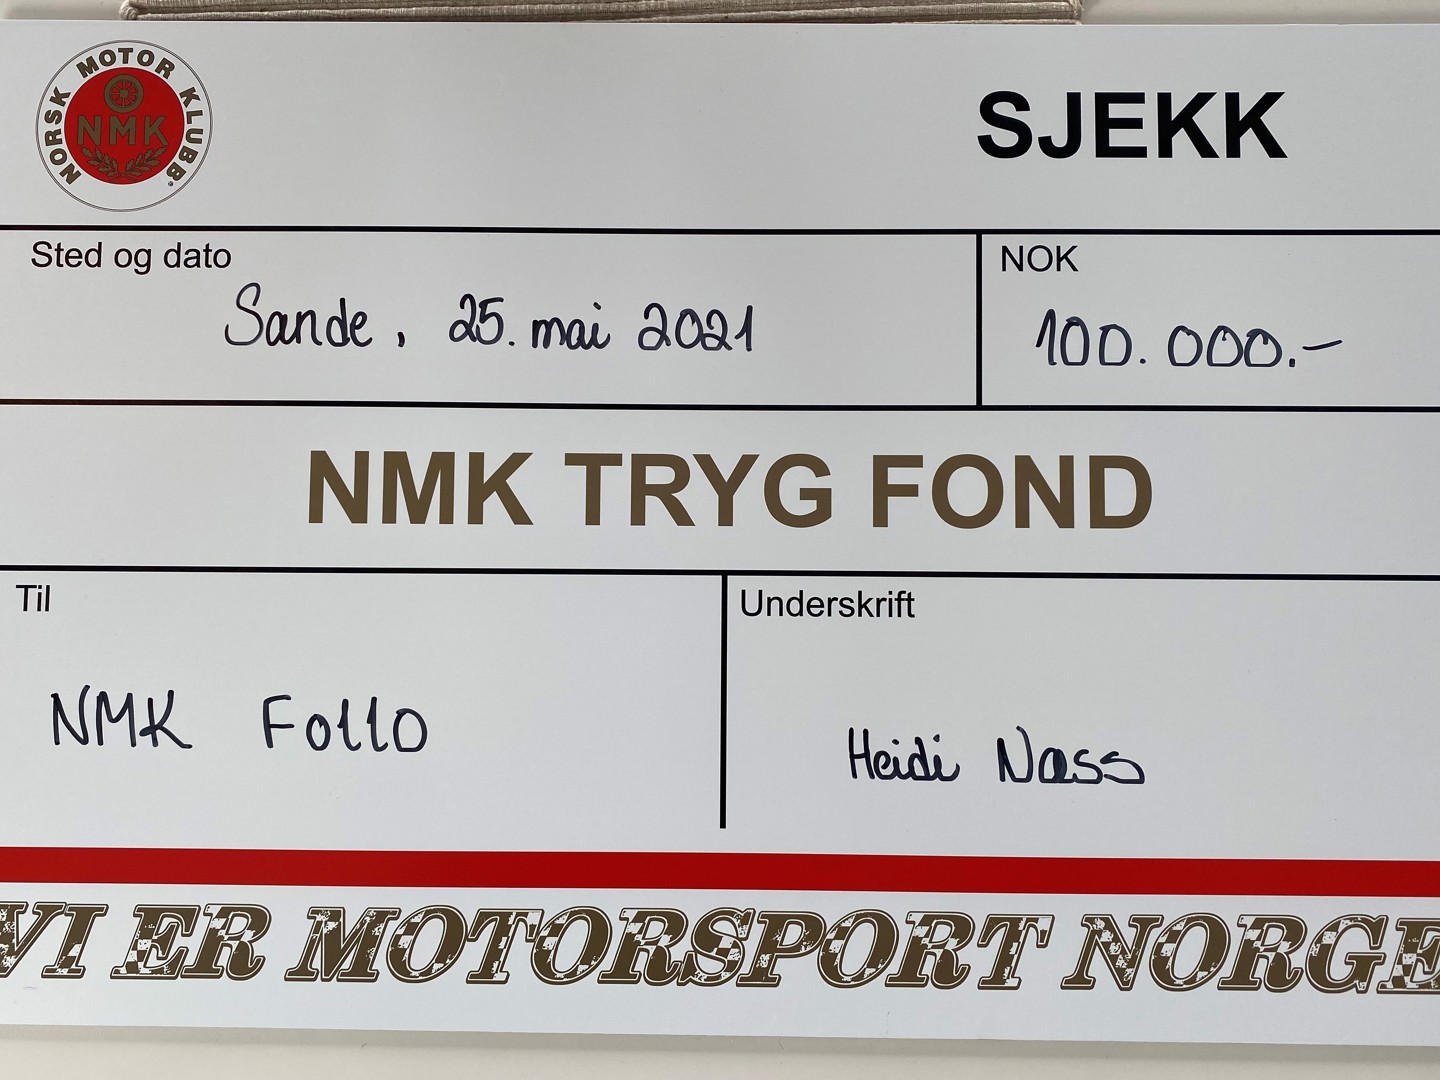 NORSK MOTOR KLUBB
NMK
SJEKK
Sted og dato
Sande, 25. mai 2021
NOK
100.000.-
NMK TRYG FOND
Til
NMK Follo
Underskrift
Heidi Næss
VI ER MOTORSPORT NORGE